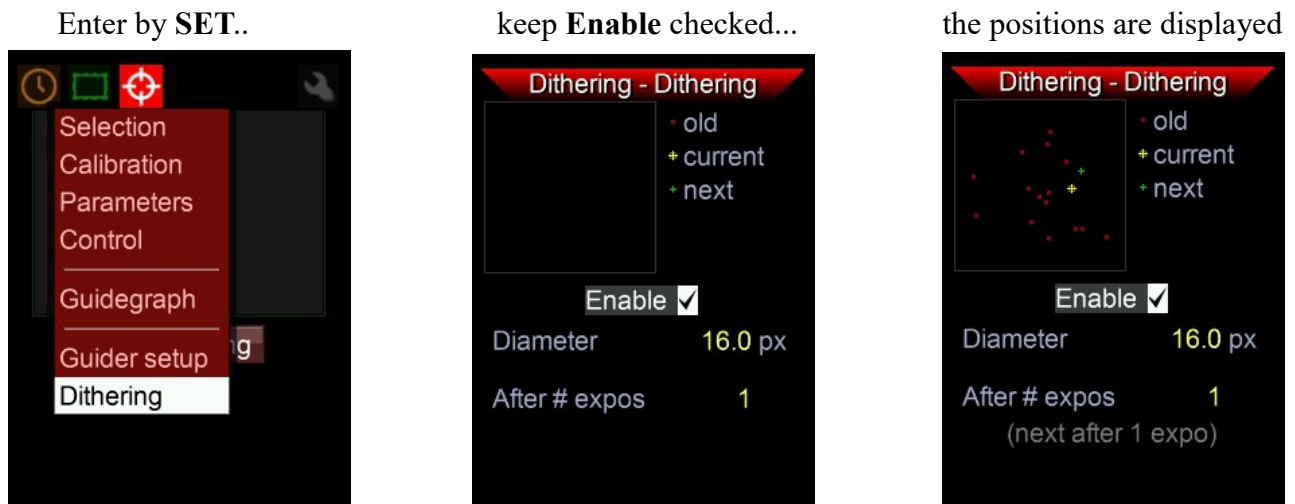 Enter by SET..
keep Enable checked...
the positions are displayed
Selection
Calibration
Parameters
Control
Guidegraph
Guider setup
g
Dithering
Dithering - Dithering
old
current
next
Enable
Diameter 16.0 px
After # expos 1
Dithering - Dithering
old
current
next
Enable
Diameter 16.0 px
After # expos 1
(next after 1 expo)